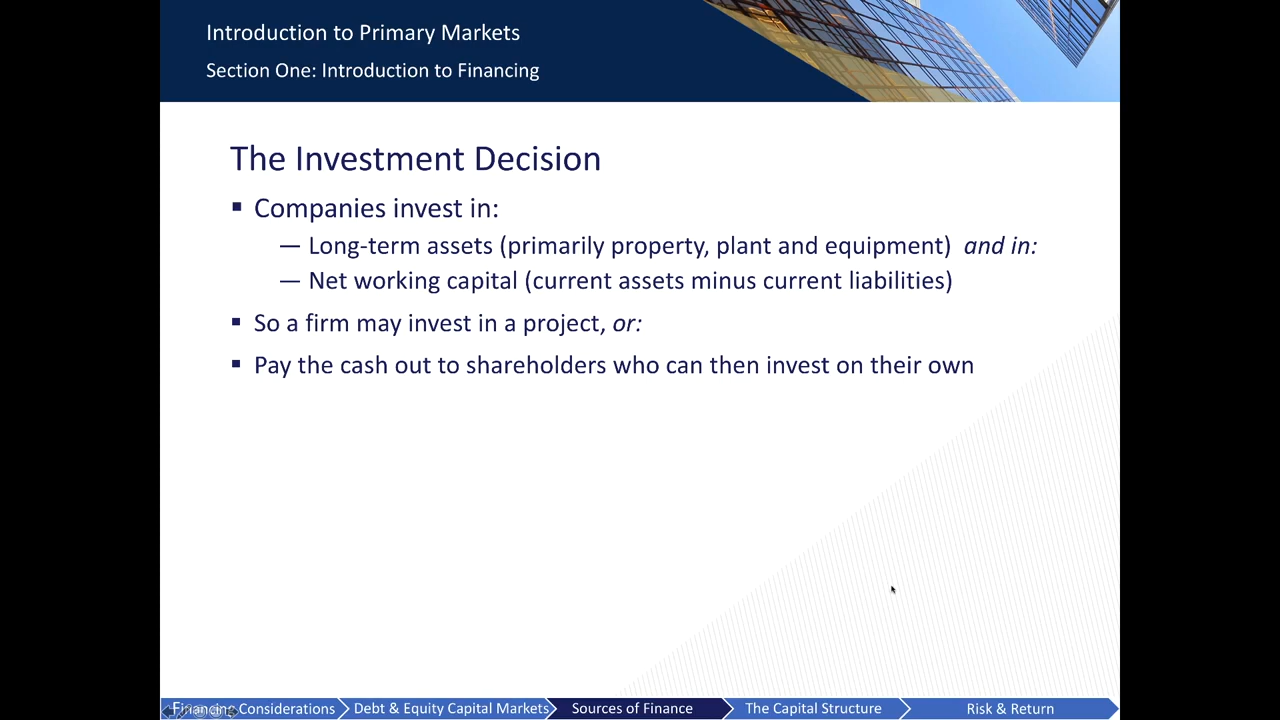 Introduction to Primary Markets
Section One: Introduction to Financing
The Investment Decision
▪ Companies invest in:
— Long-term assets (primarily property, plant and equipment) and in:
— Net working capital (current assets minus current liabilities)
▪ So a firm may invest in a project, or:
▪ Pay the cash out to shareholders who can then invest on their own
Financing Considerations
Debt & Equity Capital Markets
Sources of Finance
The Capital Structure
Risk & Return